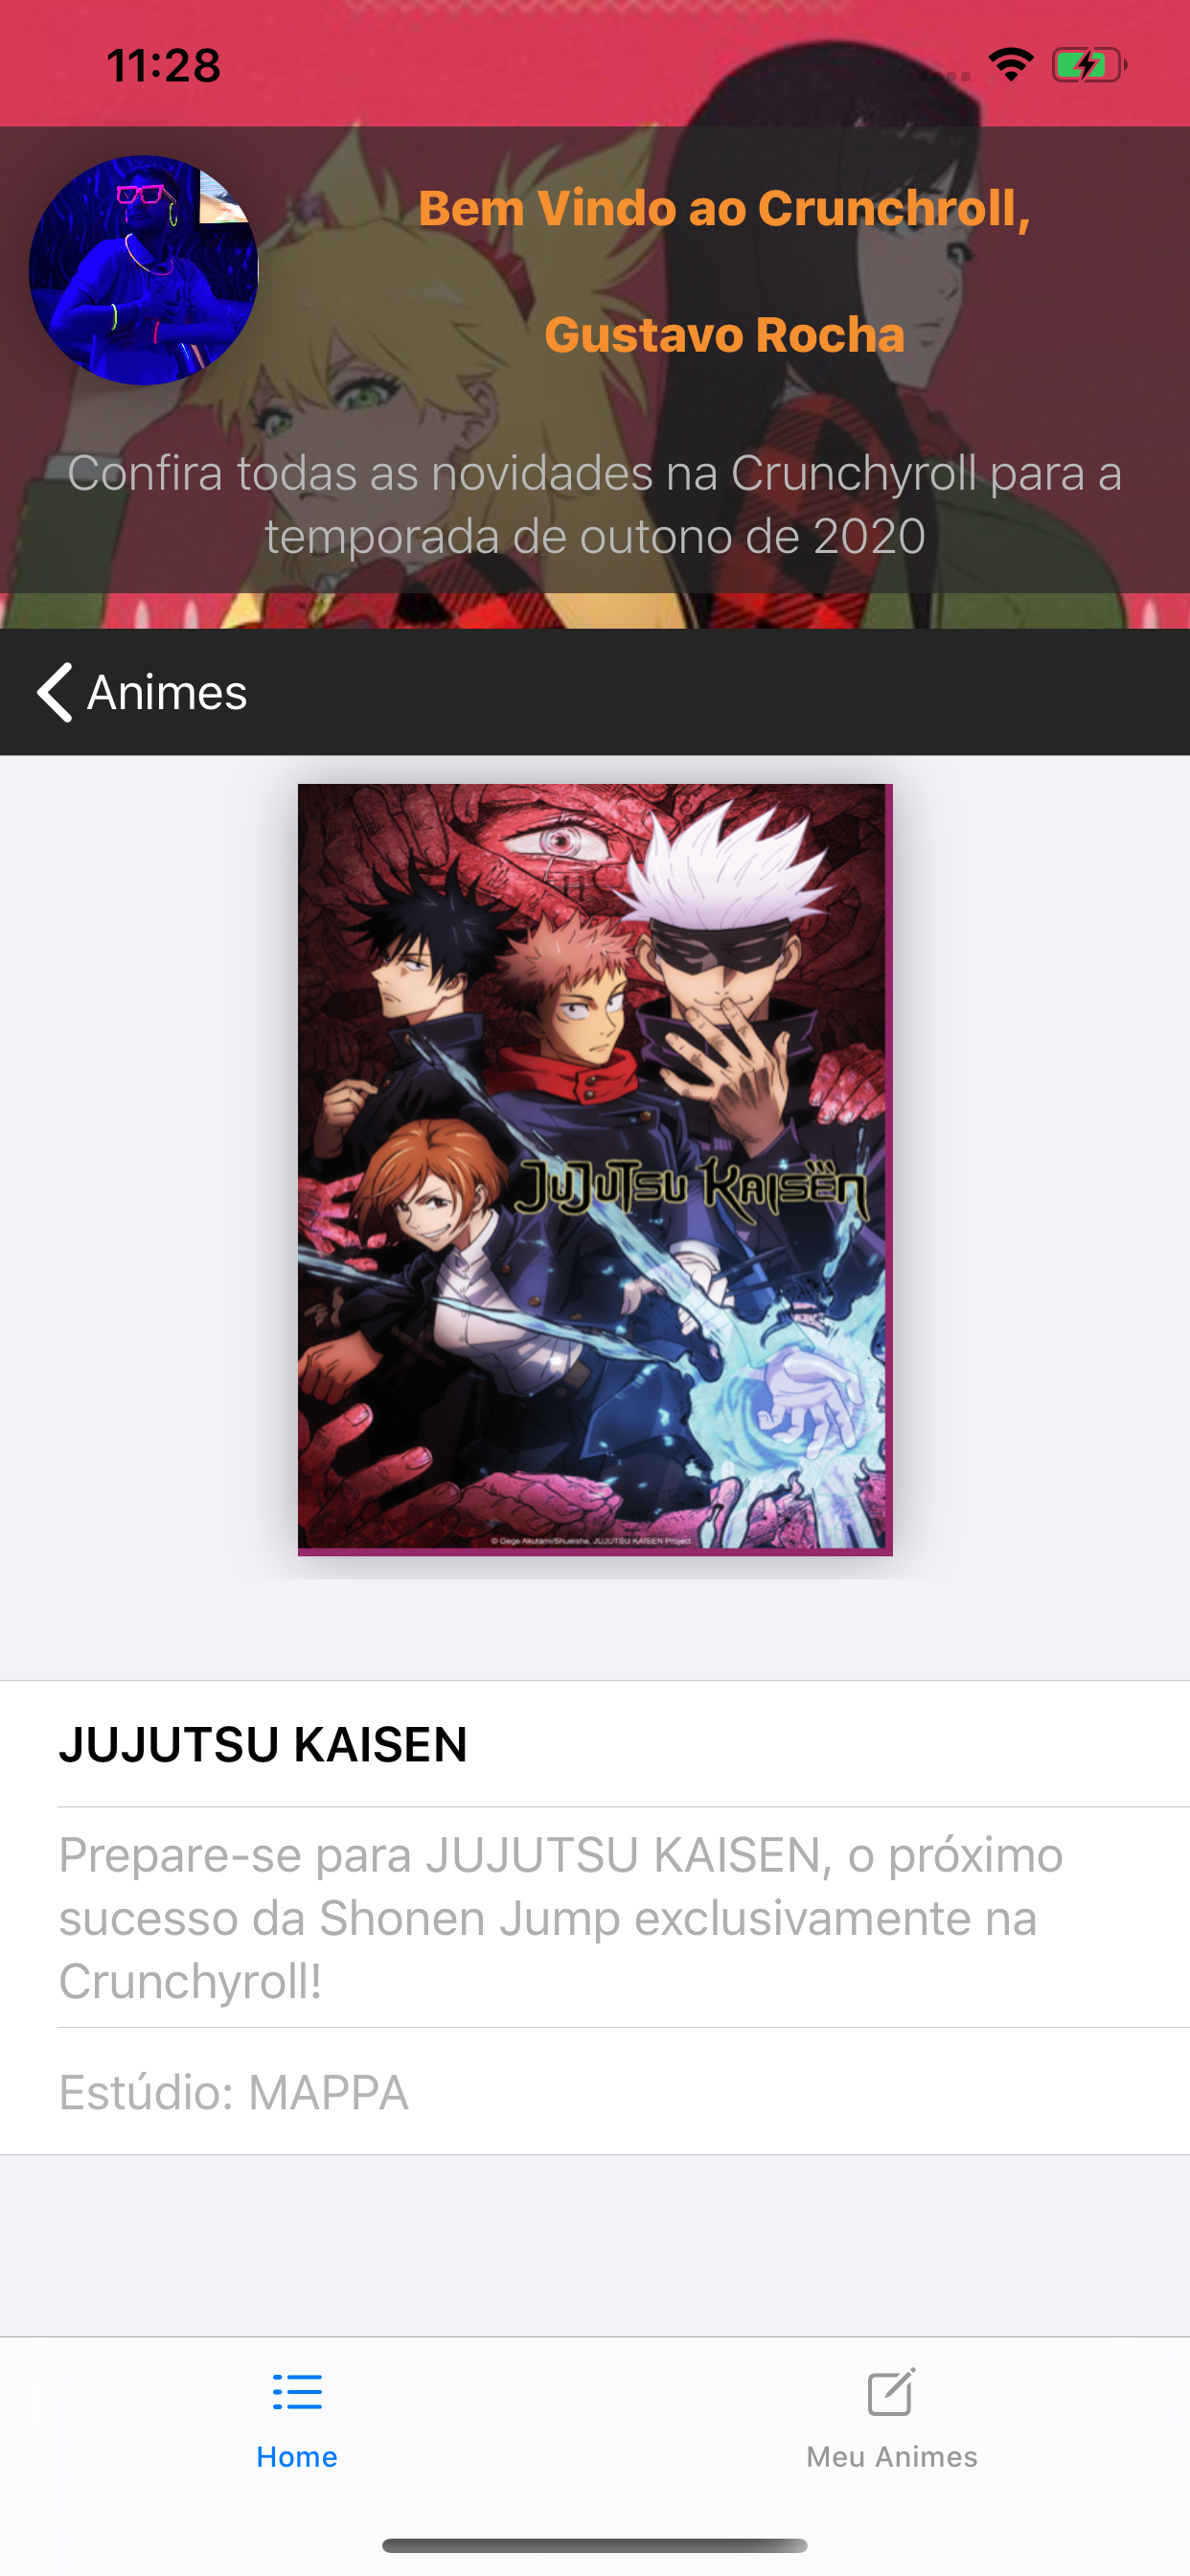 11:28
Bem Vindo ao Crunchroll,
Gustavo Rocha
Confira todas as novidades na Crunchyroll para a
temporada de outono de 2020
Animes
JUJUTSU KAISEN
© Gege Akutami/Shueisha, JUJUTSU KAISEN Project
JUJUTSU KAISEN
Prepare-se para JUJUTSU KAISEN, o próximo
sucesso da Shonen Jump exclusivamente na
Crunchyroll!
Estúdio: MAPPA
Home
Meu Animes